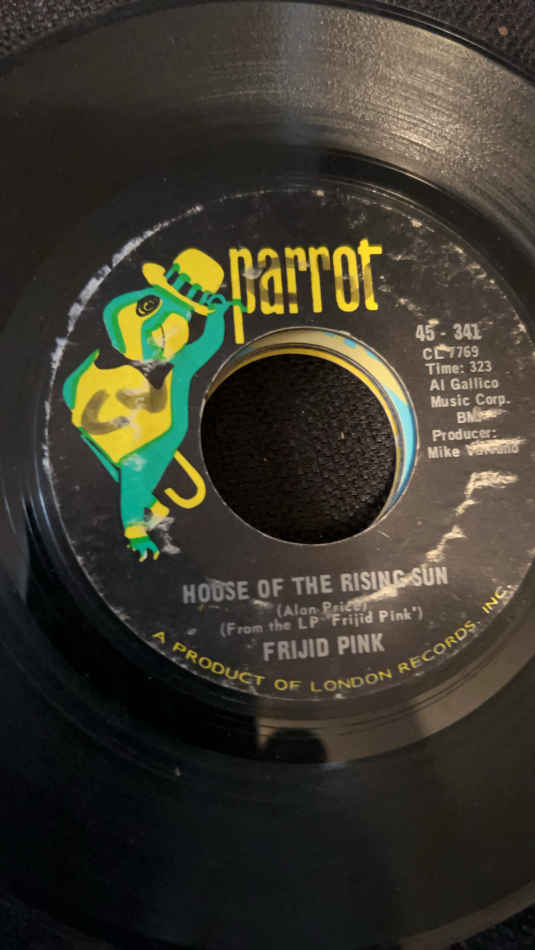 parrot
45 - 341
CL 7769
Time: 323
Al Gallico
Music Corp.
BMI
Producer:
Mike
HOUSE OF THE RISING SUN
(Alan Price)
(From the LP 'Frijid Pink')
FRIJID PINK
A PRODUCT OF LONDON RECORDS, INC.